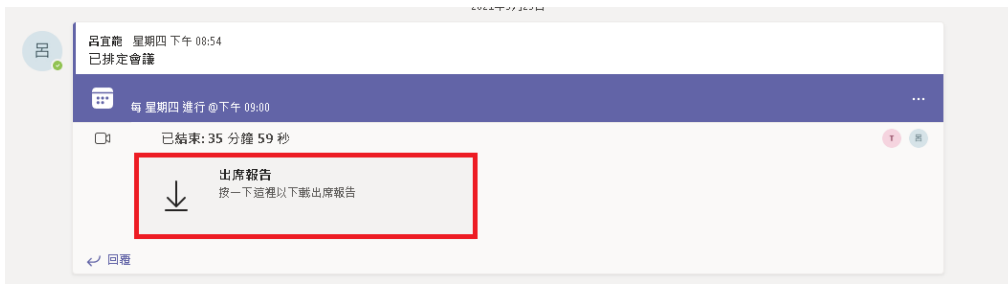 呂宜龍 星期四 下午 08:54
呂
已排定會議
每 星期四 進行 @下午 09:00
已結束: 35 分鐘 59 秒
T 呂
出席報告
按一下這裡以下載出席報告
回覆